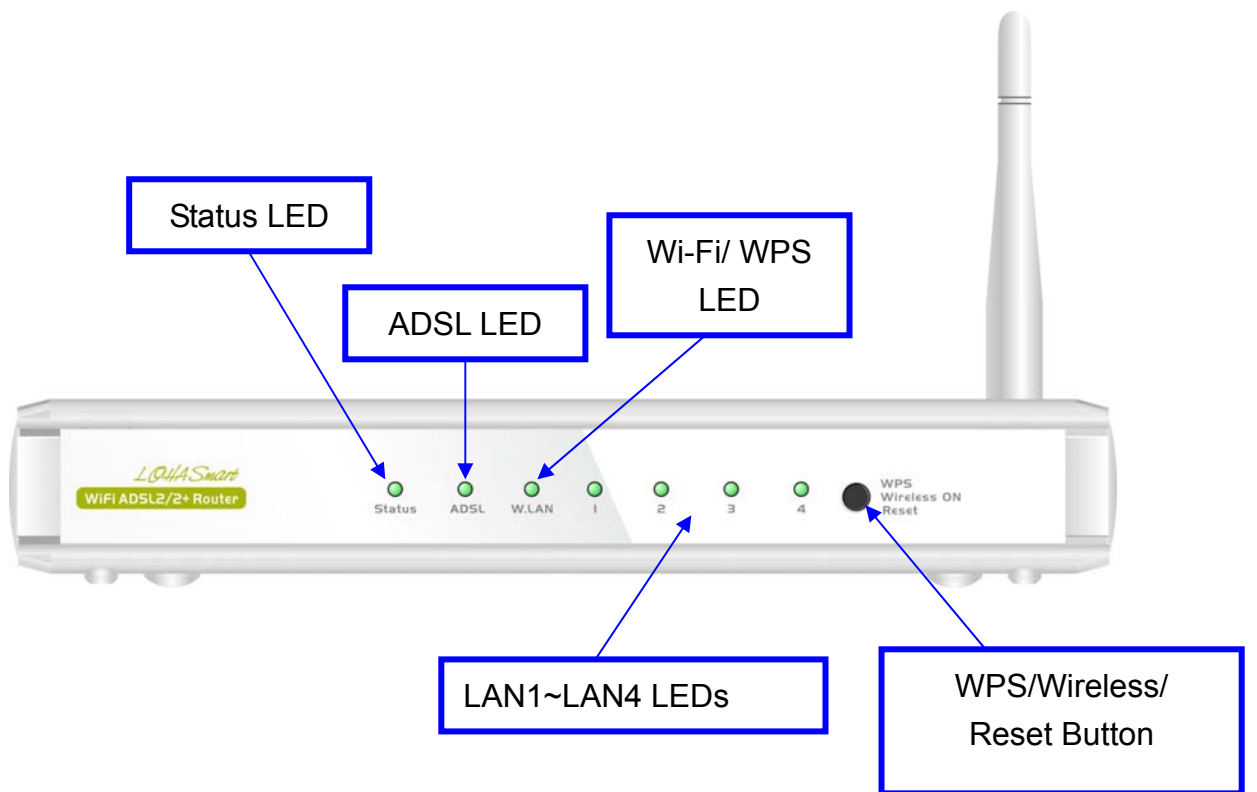 Status LED
Wi-Fi/ WPS
LED
ADSL LED
LOHASmart
WiFi ADSL2/2+ Router
Status ADSL W.LAN 1 2 3 4
WPS
Wireless ON
Reset
LAN1~LAN4 LEDs
WPS/Wireless/
Reset Button